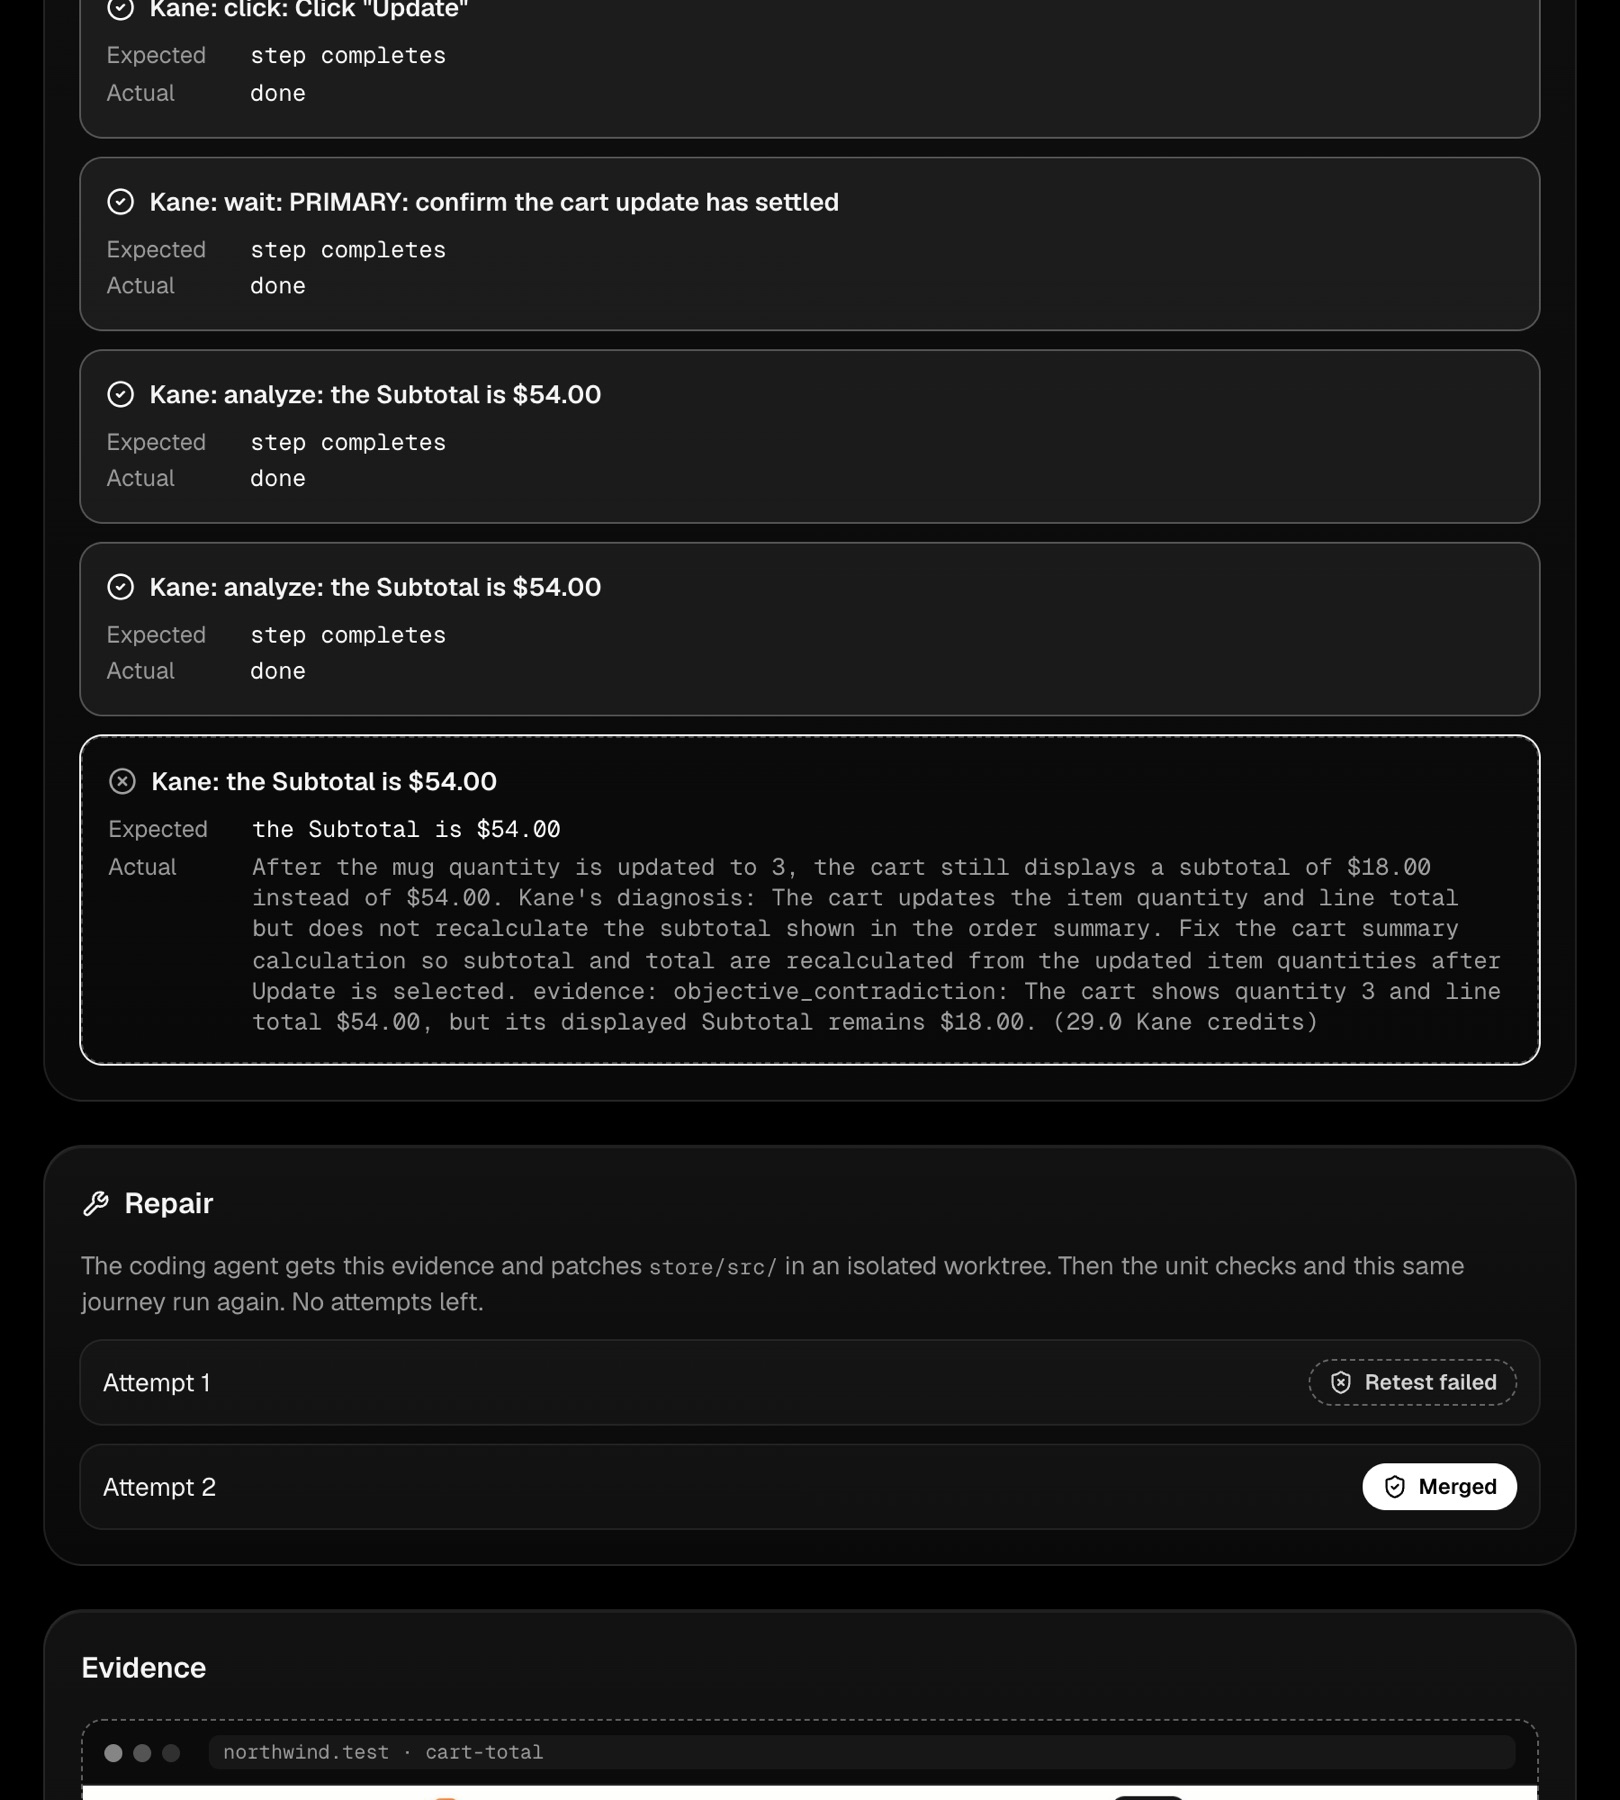 Kane: click: Click "Update"
Expected step completes
Actual done
Kane: wait: PRIMARY: confirm the cart update has settled
Expected step completes
Actual done
Kane: analyze: the Subtotal is $54.00
Expected step completes
Actual done
Kane: analyze: the Subtotal is $54.00
Expected step completes
Actual done
Kane: the Subtotal is $54.00
Expected the Subtotal is $54.00
Actual After the mug quantity is updated to 3, the cart still displays a subtotal of $18.00
instead of $54.00. Kane's diagnosis: The cart updates the item quantity and line total
but does not recalculate the subtotal shown in the order summary. Fix the cart summary
calculation so subtotal and total are recalculated from the updated item quantities after
Update is selected. evidence: objective_contradiction: The cart shows quantity 3 and line
total $54.00, but its displayed Subtotal remains $18.00. (29.0 Kane credits)
Repair
The coding agent gets this evidence and patches store/src/ in an isolated worktree. Then the unit checks and this same
journey run again. No attempts left.
Attempt 1 Retest failed
Attempt 2 Merged
Evidence
northwind.test · cart-total